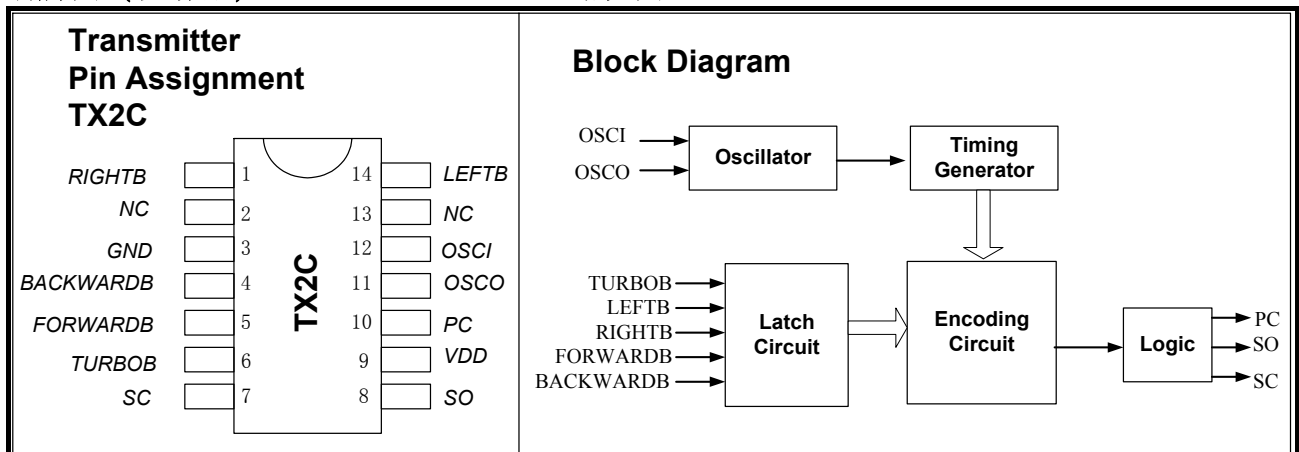 Transmitter
Pin Assignment
TX2C
RIGHTB 1 14 LEFTB
NC 2 13 NC
GND 3 12 OSCI
BACKWARDB 4 11 OSCO
FORWARDB 5 10 PC
TURBOB 6 9 VDD
SC 7 8 SO
TX2C
Block Diagram
OSCI
OSCO
Oscillator
Timing
Generator
TURBOB
LEFTB
RIGHTB
FORWARDB
BACKWARDB
Latch
Circuit
Encoding
Circuit
Logic
PC
SO
SC